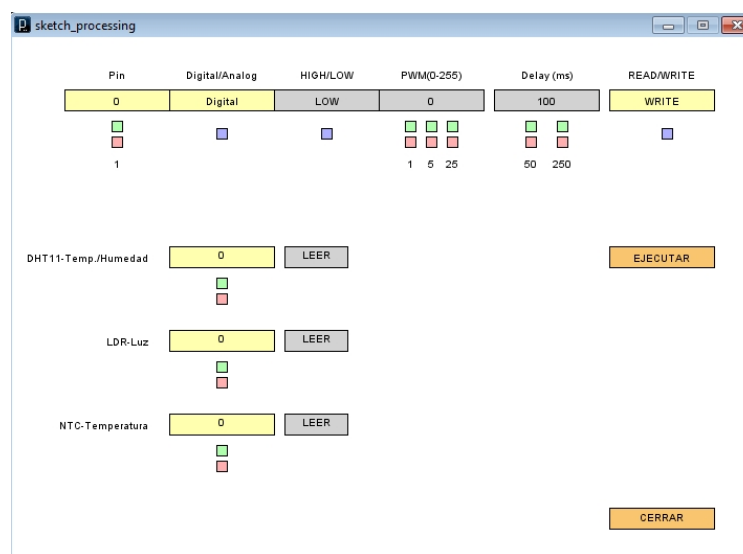 sketch_processing
Pin Digital/Analog HIGH/LOW PWM(0-255) Delay (ms) READ/WRITE
0 Digital LOW 0 100 WRITE
1 1 5 25 50 250
DHT11-Temp./Humedad 0 LEER EJECUTAR
LDR-Luz 0 LEER
NTC-Temperatura 0 LEER
CERRAR